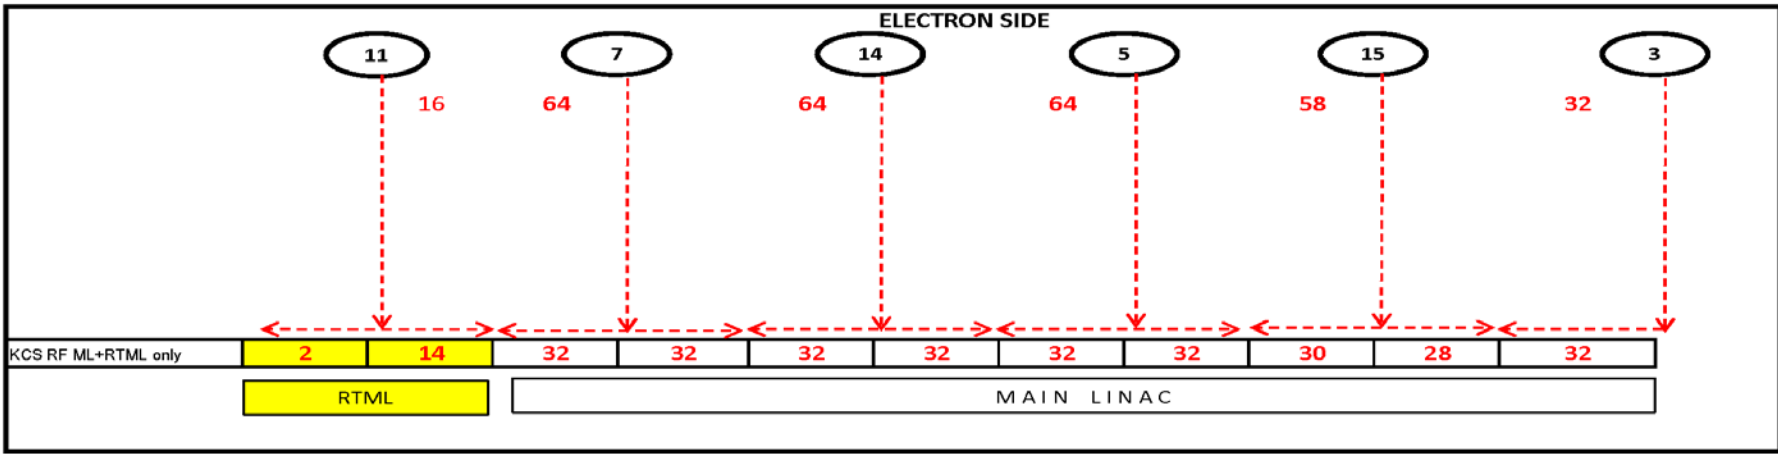 ELECTRON SIDE
11 7 14 5 15 3
16 64 64 64 58 32
KCS RF ML+RTML only 2 14 32 32 32 32 32 32 30 28 32
RTML MAIN LINAC